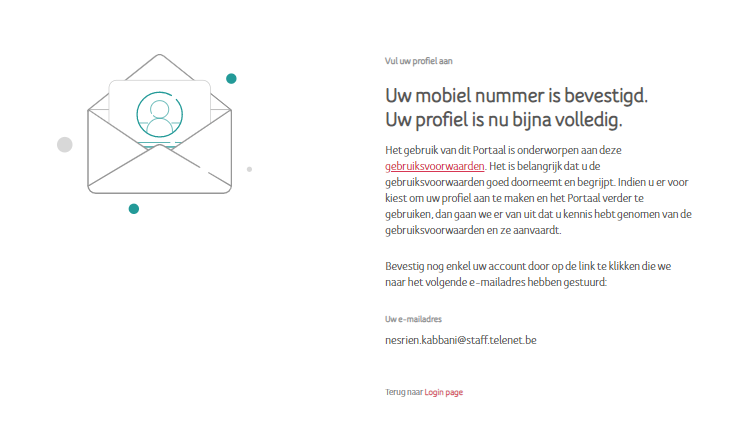 Vul uw profiel aan
Uw mobiel nummer is bevestigd.
Uw profiel is nu bijna volledig.
Het gebruik van dit Portaal is onderworpen aan deze
gebruiksvoorwaarden. Het is belangrijk dat u de
gebruiksvoorwaarden goed doorneemt en begrijpt. Indien u er voor
kiest om uw profiel aan te maken en het Portaal verder te
gebruiken, dan gaan we er van uit dat u kennis hebt genomen van de
gebruiksvoorwaarden en ze aanvaardt.
Bevestig nog enkel uw account door op de link te klikken die we
naar het volgende e-mailadres hebben gestuurd:
Uw e-mailadres
nesrien.kabbani@staff.telenet.be
Terug naar Login page